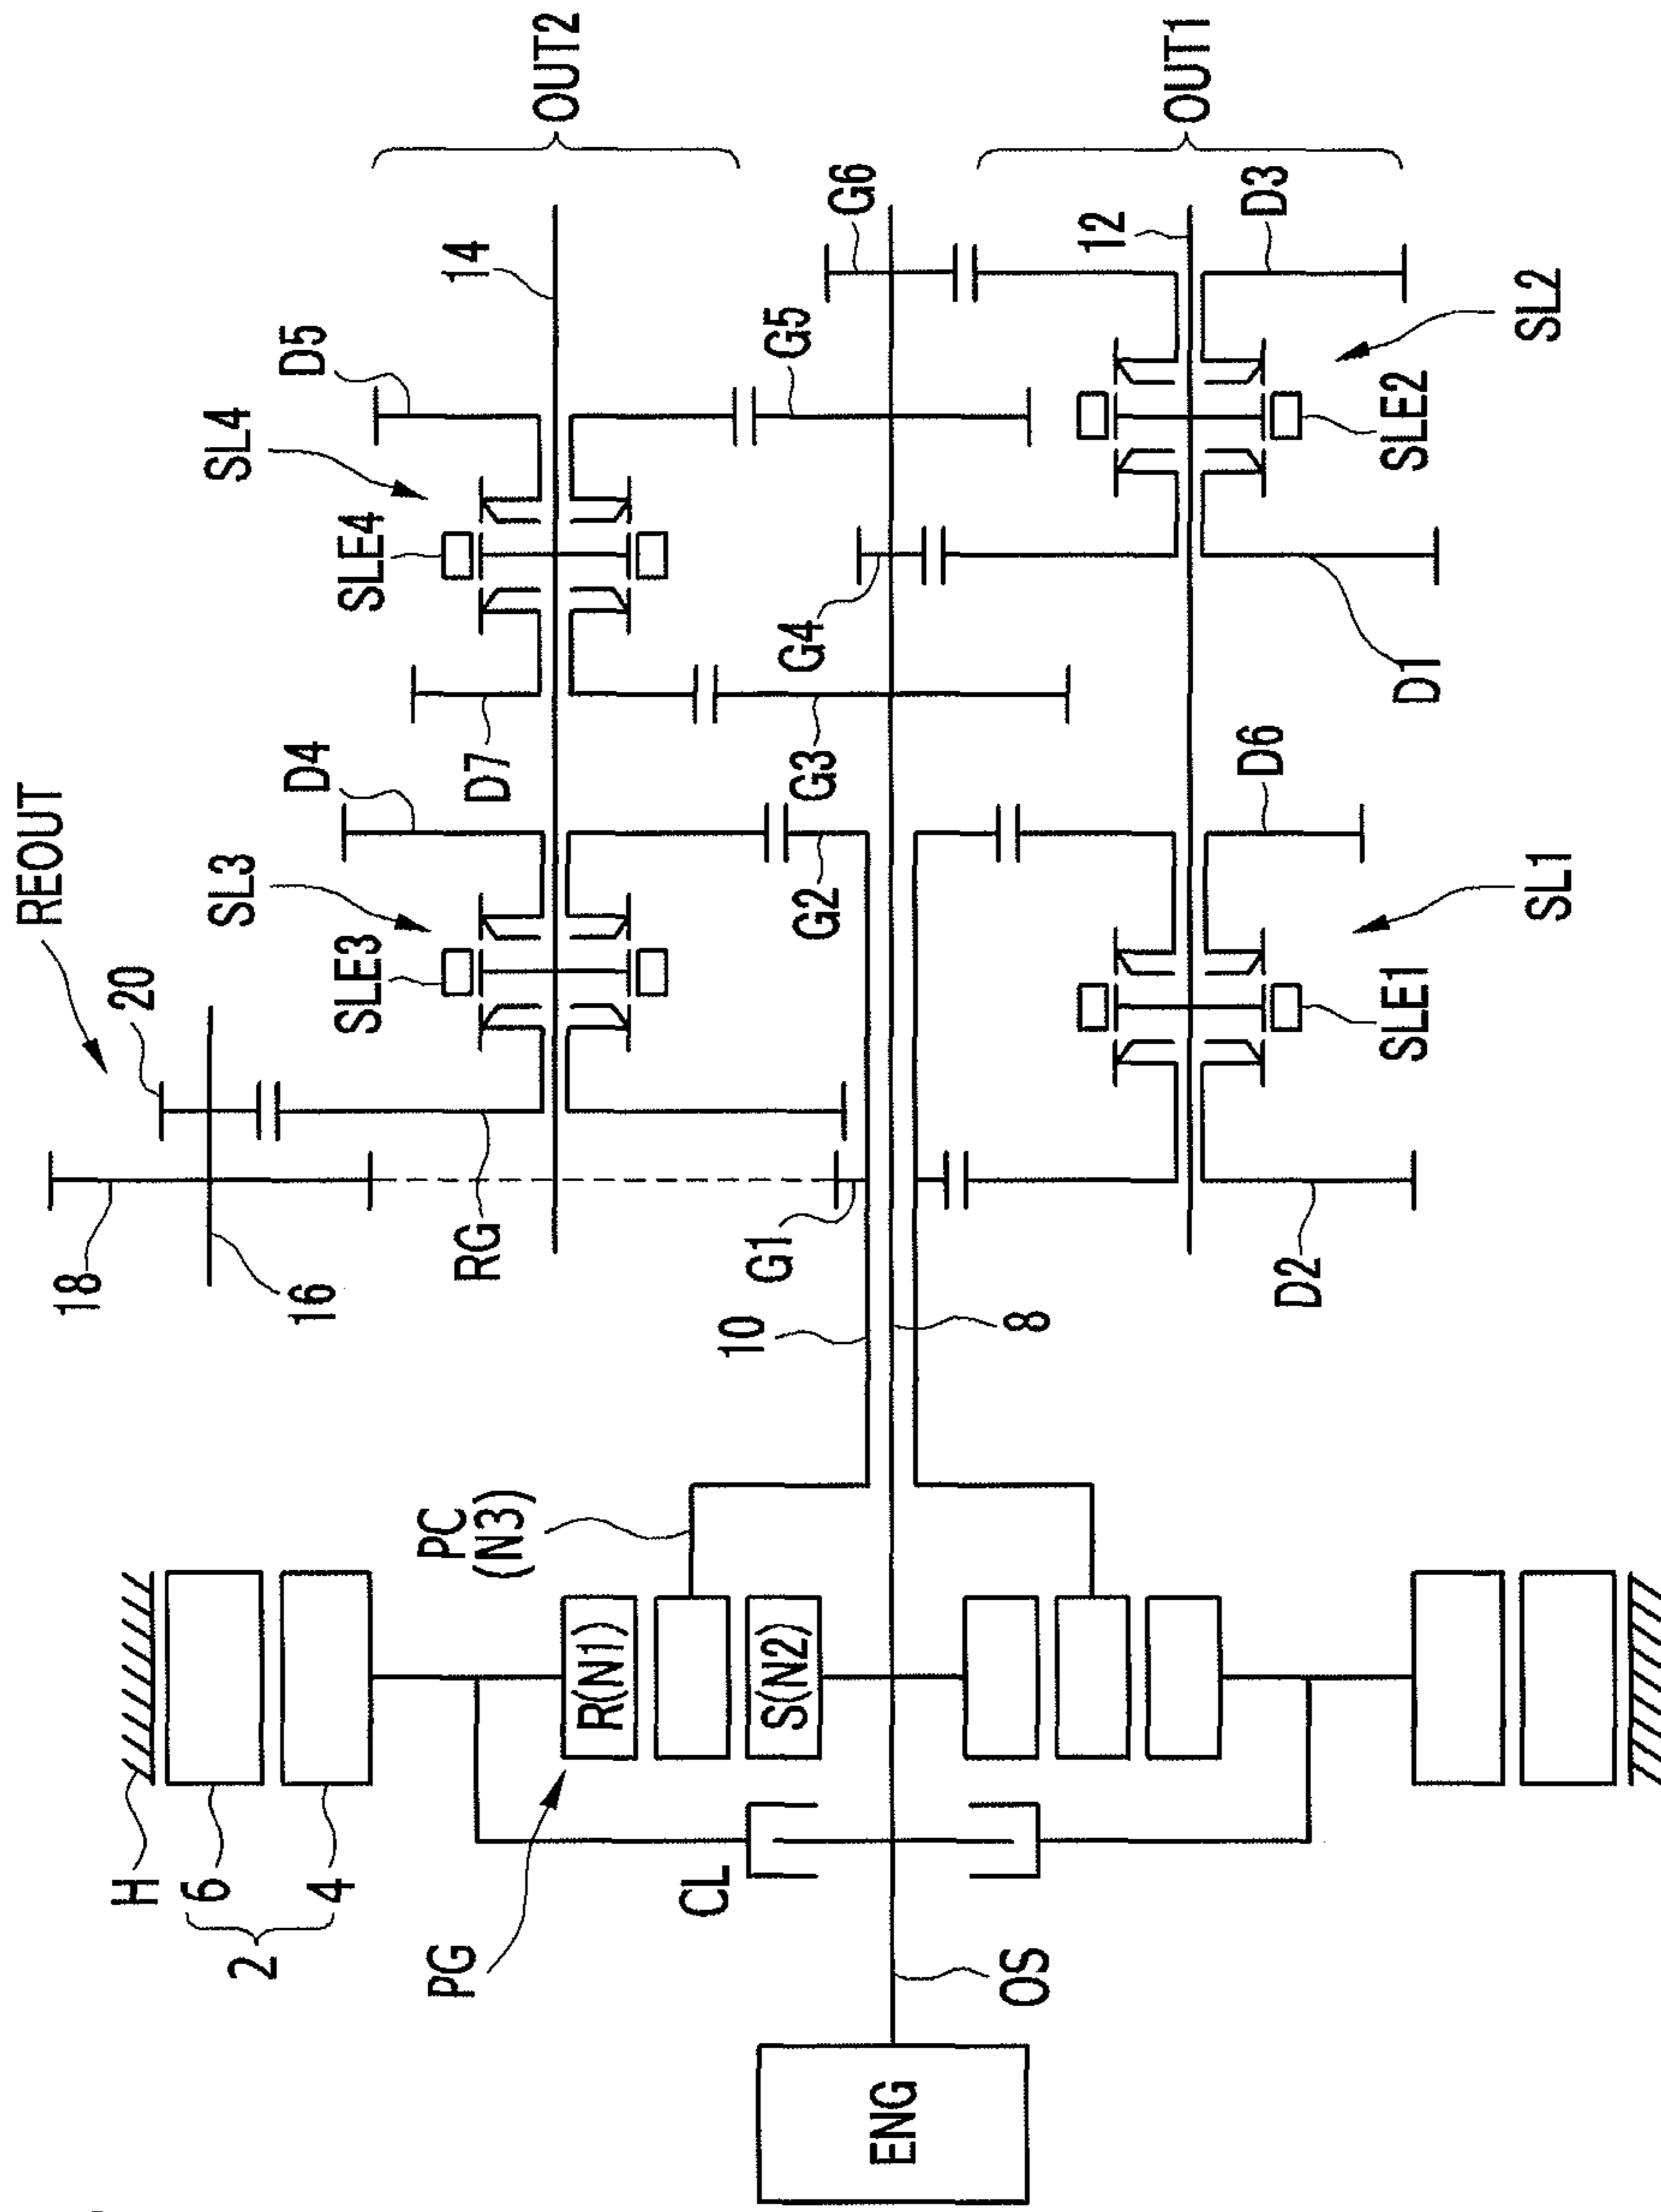 OUT2
OUT1
G6
12
D3
14
SL2
D5
G5
SL4
SLE2
SLE4
G4
D1
D7
G3
D4
D6
REOUT
SL3
G2
SL1
20
SLE3
SLE1
RG
G1
D2
18
16
10
8
PC
(N3)
R(N1)
S(N2)
H
6
4
2
CL
PG
OS
ENG